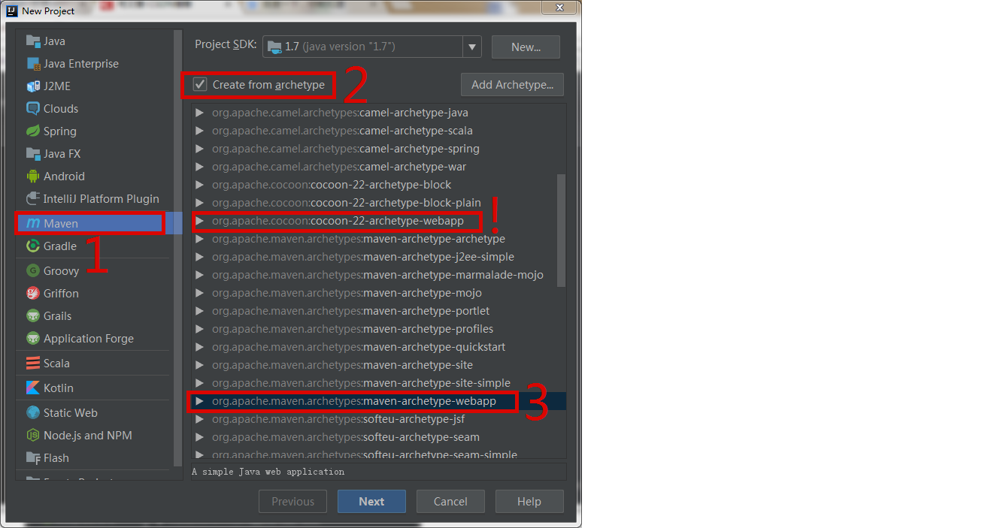 New Project
Java
Java Enterprise
J2ME
Clouds
Spring
Java FX
Android
IntelliJ Platform Plugin
Maven
1
Gradle
Groovy
Griffon
Grails
Application Forge
Scala
Kotlin
Static Web
Node.js and NPM
Flash
Project SDK: 1.7 (java version "1.7") New...
Create from archetype 2 Add Archetype...
org.apache.camel.archetypes:camel-archetype-java
org.apache.camel.archetypes:camel-archetype-scala
org.apache.camel.archetypes:camel-archetype-spring
org.apache.camel.archetypes:camel-archetype-war
org.apache.cocoon:cocoon-22-archetype-block
org.apache.cocoon:cocoon-22-archetype-block-plain
org.apache.cocoon:cocoon-22-archetype-webapp !
org.apache.maven.archetypes:maven-archetype-archetype
org.apache.maven.archetypes:maven-archetype-j2ee-simple
org.apache.maven.archetypes:maven-archetype-marmalade-mojo
org.apache.maven.archetypes:maven-archetype-mojo
org.apache.maven.archetypes:maven-archetype-portlet
org.apache.maven.archetypes:maven-archetype-profiles
org.apache.maven.archetypes:maven-archetype-quickstart
org.apache.maven.archetypes:maven-archetype-site
org.apache.maven.archetypes:maven-archetype-site-simple
org.apache.maven.archetypes:maven-archetype-webapp 3
org.apache.maven.archetypes:softeu-archetype-jsf
org.apache.maven.archetypes:softeu-archetype-seam
org.apache.maven.archetypes:softeu-archetype-seam-simple
A simple Java web application
Previous Next Cancel Help